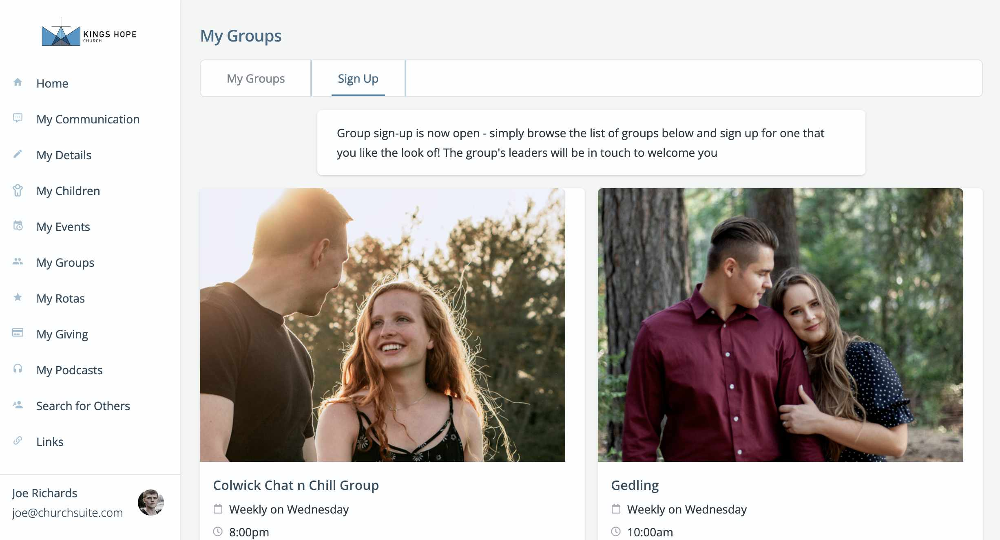 KINGS HOPE
CHURCH
Home
My Communication
My Details
My Children
My Events
My Groups
My Rotas
My Giving
My Podcasts
Search for Others
Links
Joe Richards
joe@churchsuite.com
My Groups
My Groups
Sign Up
Group sign-up is now open - simply browse the list of groups below and sign up for one that
you like the look of! The group's leaders will be in touch to welcome you
Colwick Chat n Chill Group
Weekly on Wednesday
8:00pm
Gedling
Weekly on Wednesday
10:00am